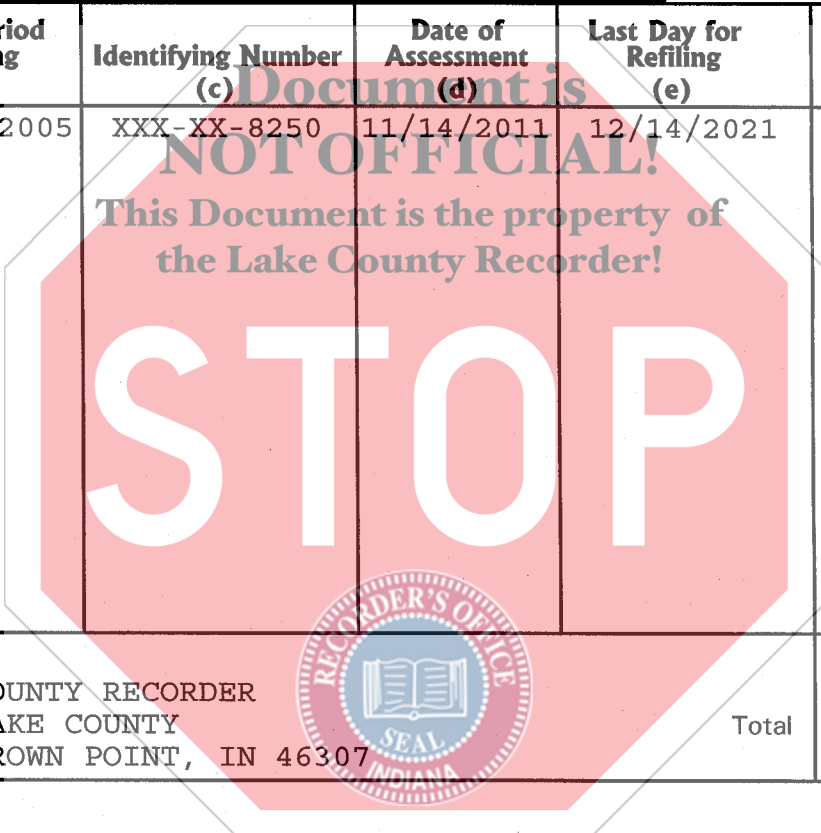 riod
g
Identifying Number
(c)
Date of
Assessment
(d)
Last Day for
Refiling
(e)
2005 XXX-XX-8250 11/14/2011 12/14/2021
Document is
NOT OFFICIAL!
This Document is the property of
the Lake County Recorder!
STOP
RECORDER'S OFFICE
SEAL
INDIANA
OUNTY RECORDER
AKE COUNTY
ROWN POINT, IN 46307
Total